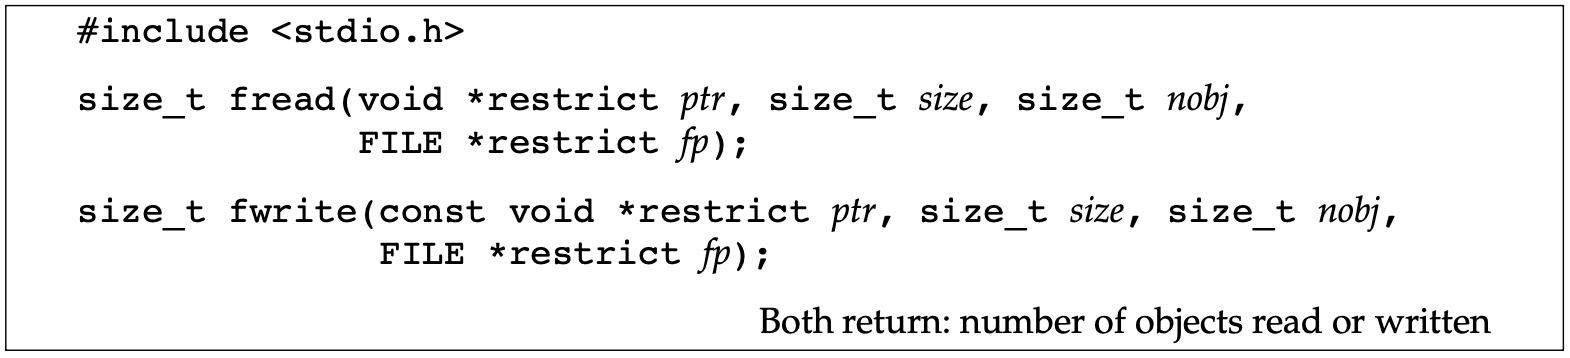 #include <stdio.h>
size_t fread(void *restrict ptr, size_t size, size_t nobj,
FILE *restrict fp);
size_t fwrite(const void *restrict ptr, size_t size, size_t nobj,
FILE *restrict fp);
Both return: number of objects read or written